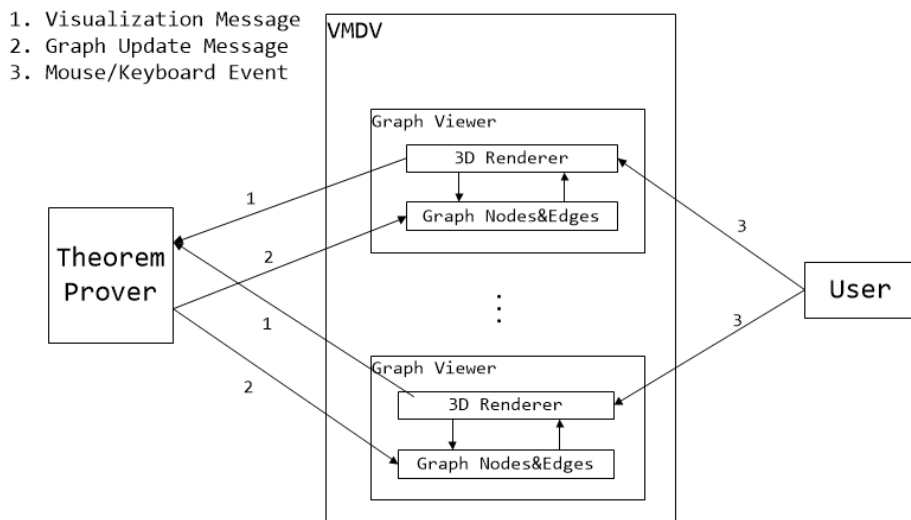 1. Visualization Message
2. Graph Update Message
3. Mouse/Keyboard Event
VMDV
Graph Viewer
3D Renderer
Graph Nodes&Edges
1
2
3
Theorem
Prover
User
1
3
2
Graph Viewer
3D Renderer
Graph Nodes&Edges